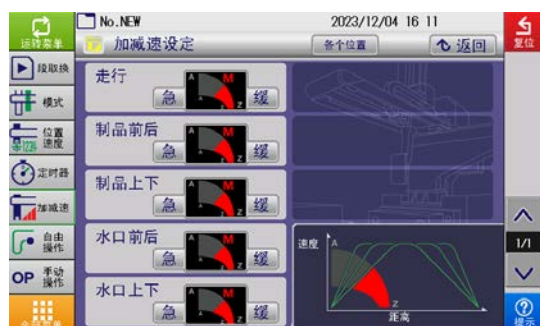 No.NEW
2023/12/04 16 11
运转菜单
加减速设定
各个位置
返回
复位
段取换
模式
位置
速度
定时器
加减速
自由
操作
OP
手动
操作
走行
急 A M Z 缓
制品前后
急 A M Z 缓
制品上下
急 A M Z 缓
水口前后
急 A M Z 缓
水口上下
急 A M Z 缓
速度
A
Z
距离
1/1
提示